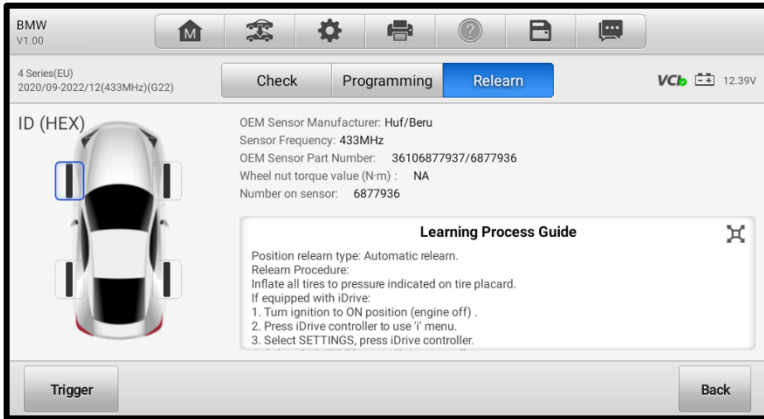 BMW
V1.00
M
?
4 Series(EU)
2020/09-2022/12(433MHz)(G22)
Check
Programming
Relearn
VCI
12.39V
ID (HEX)
OEM Sensor Manufacturer: Huf/Beru
Sensor Frequency: 433MHz
OEM Sensor Part Number: 36106877937/6877936
Wheel nut torque value (N·m) : NA
Number on sensor: 6877936
Learning Process Guide
Position relearn type: Automatic relearn.
Relearn Procedure:
Inflate all tires to pressure indicated on tire placard.
If equipped with iDrive:
1. Turn ignition to ON position (engine off) .
2. Press iDrive controller to use 'i' menu.
3. Select SETTINGS, press iDrive controller.
Trigger
Back